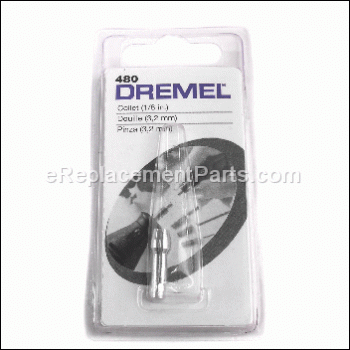 480
DREMEL
Collet (1/8 in.)
Douille (3,2 mm)
Pinza (3,2 mm)
eReplacementParts.com